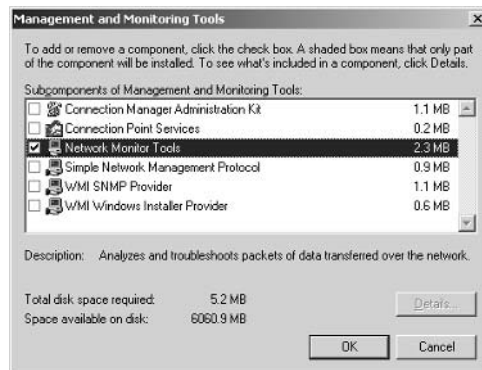 Management and Monitoring Tools
To add or remove a component, click the check box. A shaded box means that only part
of the component will be installed. To see what's included in a component, click Details.
Subcomponents of Management and Monitoring Tools:
Connection Manager Administration Kit 1.1 MB
Connection Point Services 0.2 MB
Network Monitor Tools 2.3 MB
Simple Network Management Protocol 0.9 MB
WMI SNMP Provider 1.1 MB
WMI Windows Installer Provider 0.6 MB
Description: Analyzes and troubleshoots packets of data transferred over the network.
Total disk space required: 5.2 MB
Space available on disk: 6060.9 MB
Details...
OK Cancel